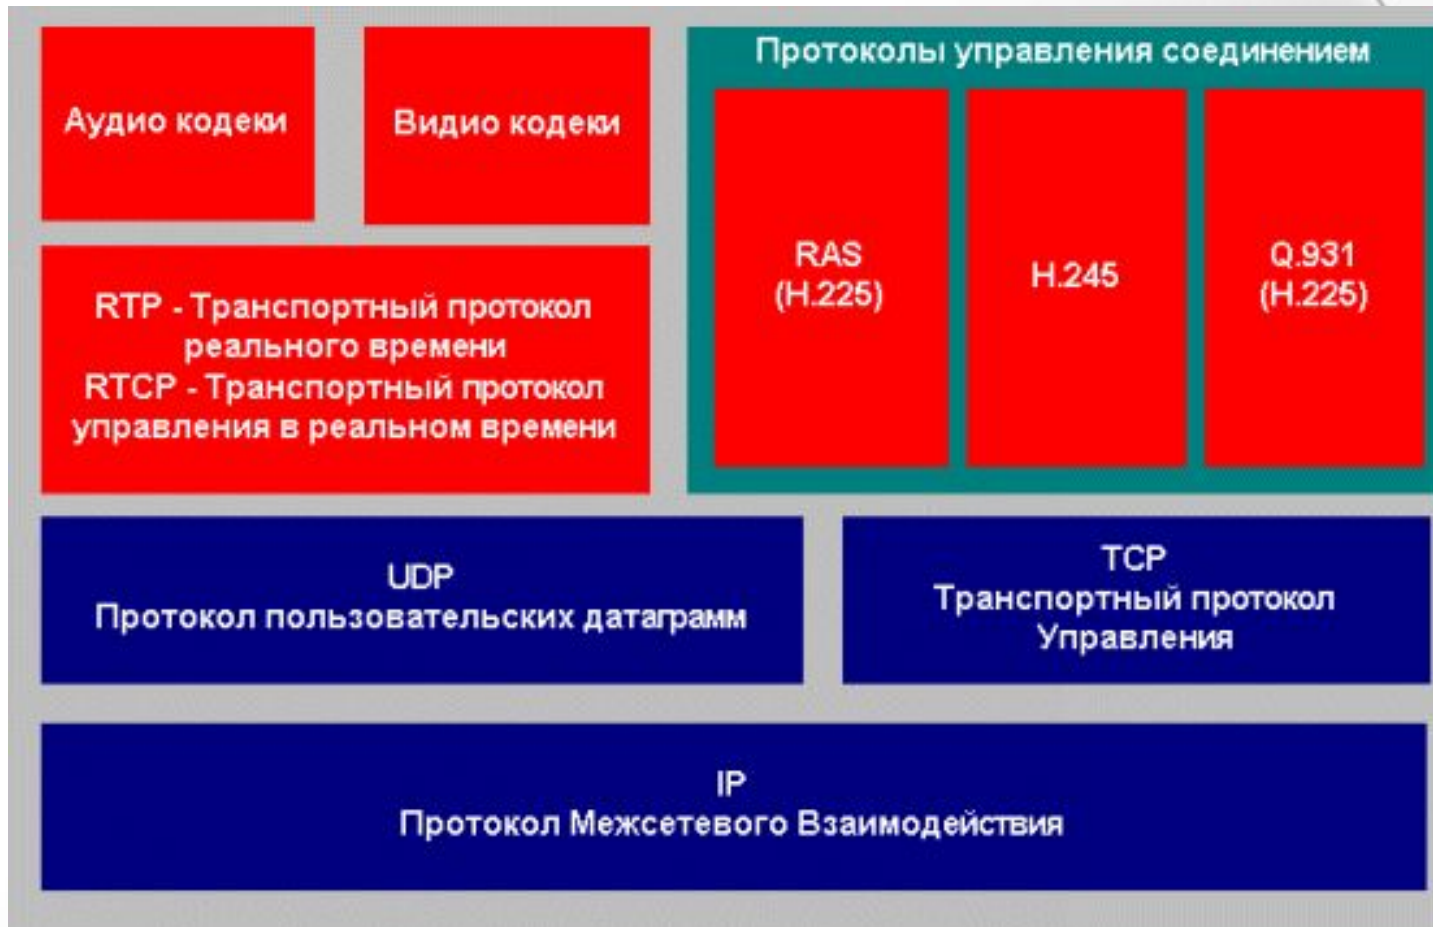 Аудио кодеки
Видио кодеки
Протоколы управления соединением
RAS
(H.225)
H.245
Q.931
(H.225)
RTP - Транспортный протокол
реального времени
RTCP - Транспортный протокол
управления в реальном времени
UDP
Протокол пользовательских датаграмм
TCP
Транспортный протокол
Управления
IP
Протокол Межсетевого Взаимодействия